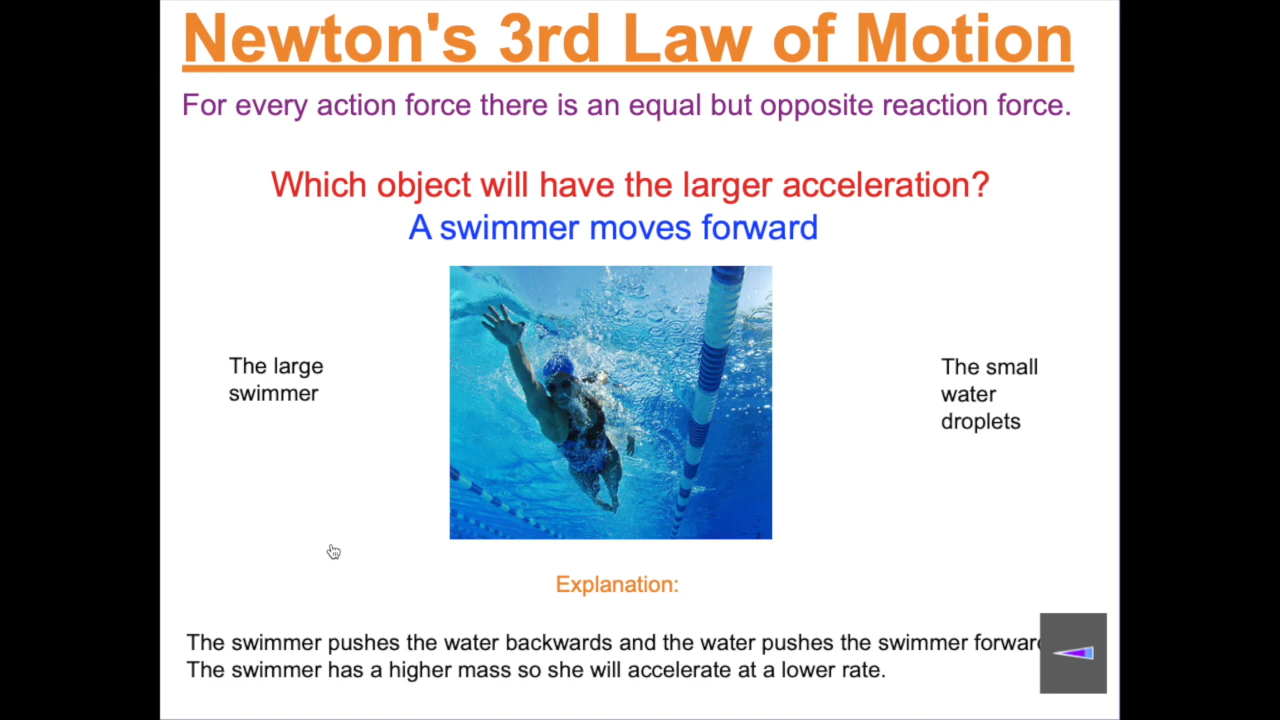 Newton's 3rd Law of Motion
For every action force there is an equal but opposite reaction force.
Which object will have the larger acceleration?
A swimmer moves forward
The large
swimmer
The small
water
droplets
Explanation:
The swimmer pushes the water backwards and the water pushes the swimmer
The swimmer has a higher mass so she will accelerate at a lower rate.